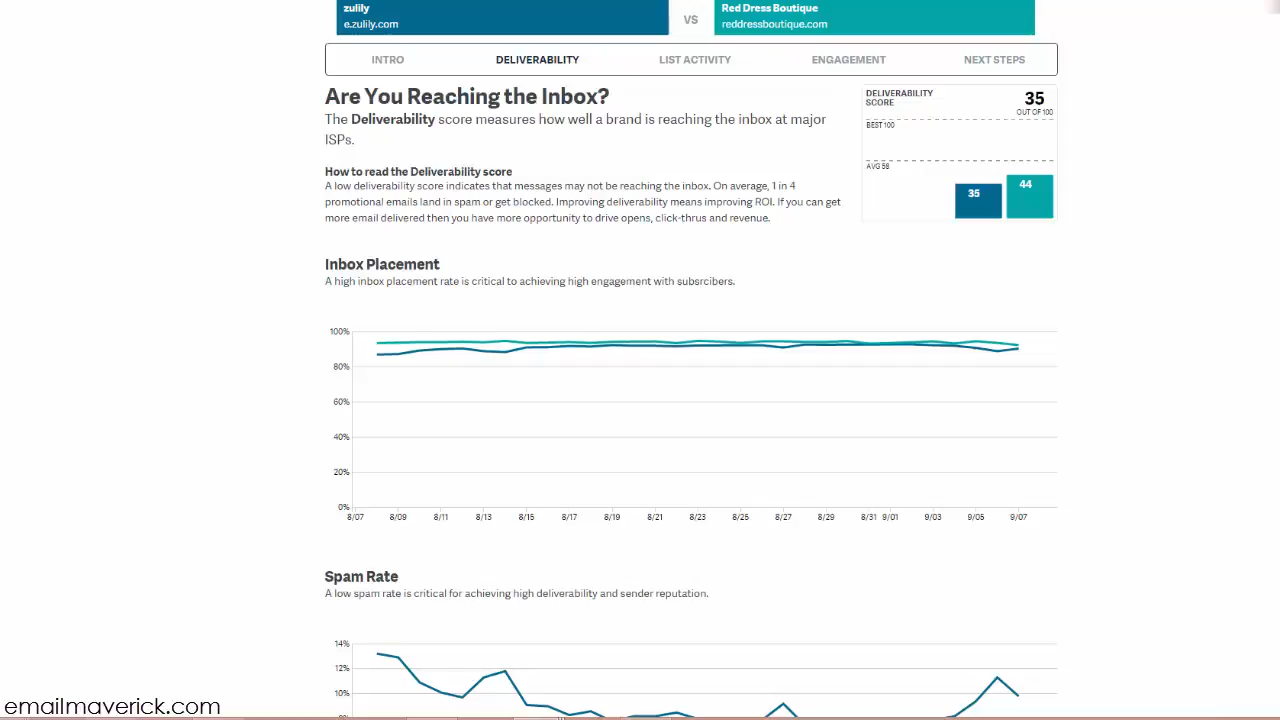 zulily
e.zulily.com
VS
Red Dress Boutique
reddressboutique.com
INTRO
DELIVERABILITY
LIST ACTIVITY
ENGAGEMENT
NEXT STEPS
Are You Reaching the Inbox?
The Deliverability score measures how well a brand is reaching the inbox at major
ISPs.
How to read the Deliverability score
A low deliverability score indicates that messages may not be reaching the inbox. On average, 1 in 4
promotional emails land in spam or get blocked. Improving deliverability means improving ROI. If you can get
more email delivered then you have more opportunity to drive opens, click-thrus and revenue.
DELIVERABILITY
SCORE
35
OUT OF 100
BEST 100
AVG 58
35
44
Inbox Placement
A high inbox placement rate is critical to achieving high engagement with subsrcibers.
100%
80%
60%
40%
20%
0%
8/07 8/09 8/11 8/13 8/15 8/17 8/19 8/21 8/23 8/25 8/27 8/29 8/31 9/01 9/03 9/05 9/07
Spam Rate
A low spam rate is critical for achieving high deliverability and sender reputation.
14%
12%
10%
emailmaverick.com